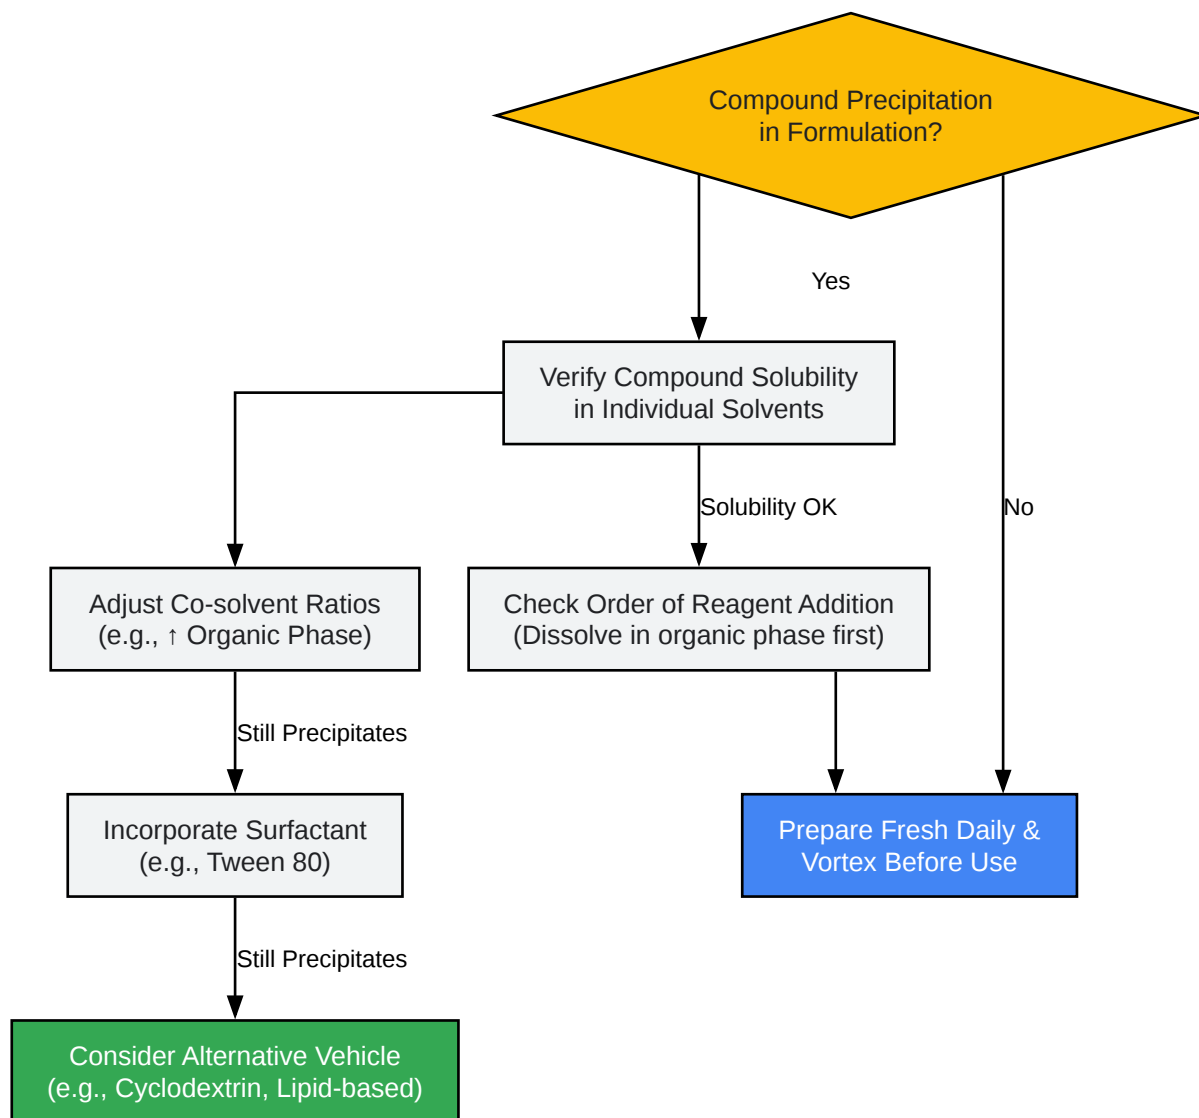 Compound Precipitation
in Formulation?
Yes
Verify Compound Solubility
in Individual Solvents
Solubility OK
No
Adjust Co-solvent Ratios
(e.g., ↑ Organic Phase)
Check Order of Reagent Addition
(Dissolve in organic phase first)
Still Precipitates
Incorporate Surfactant
(e.g., Tween 80)
Prepare Fresh Daily &
Vortex Before Use
Still Precipitates
Consider Alternative Vehicle
(e.g., Cyclodextrin, Lipid-based)